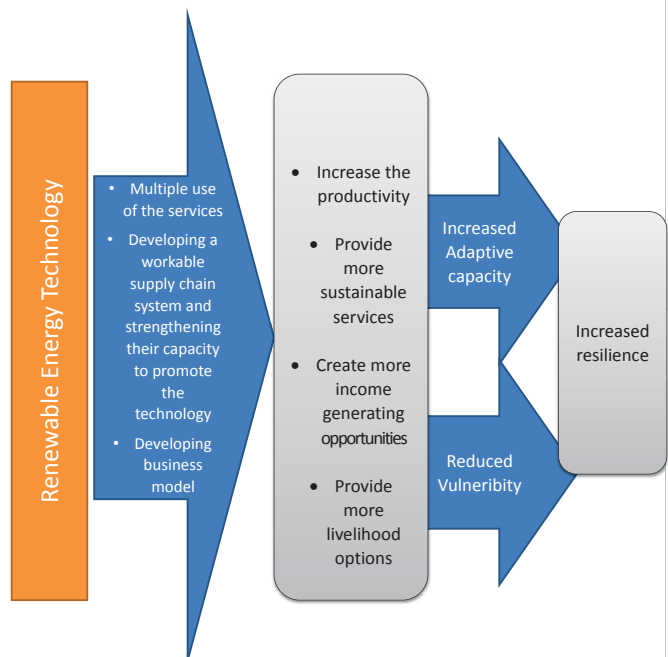 Renewable Energy Technology
• Multiple use
of the services
• Developing a
workable
supply chain
system and
strengthening
their capacity
to promote
the
technology
• Developing
business
model
• Increase the
productivity
• Provide
more
sustainable
services
• Create more
income
generating
opportunities
• Provide
more
livelihood
options
Increased
Adaptive
capacity
Reduced
Vulneribity
Increased
resilience